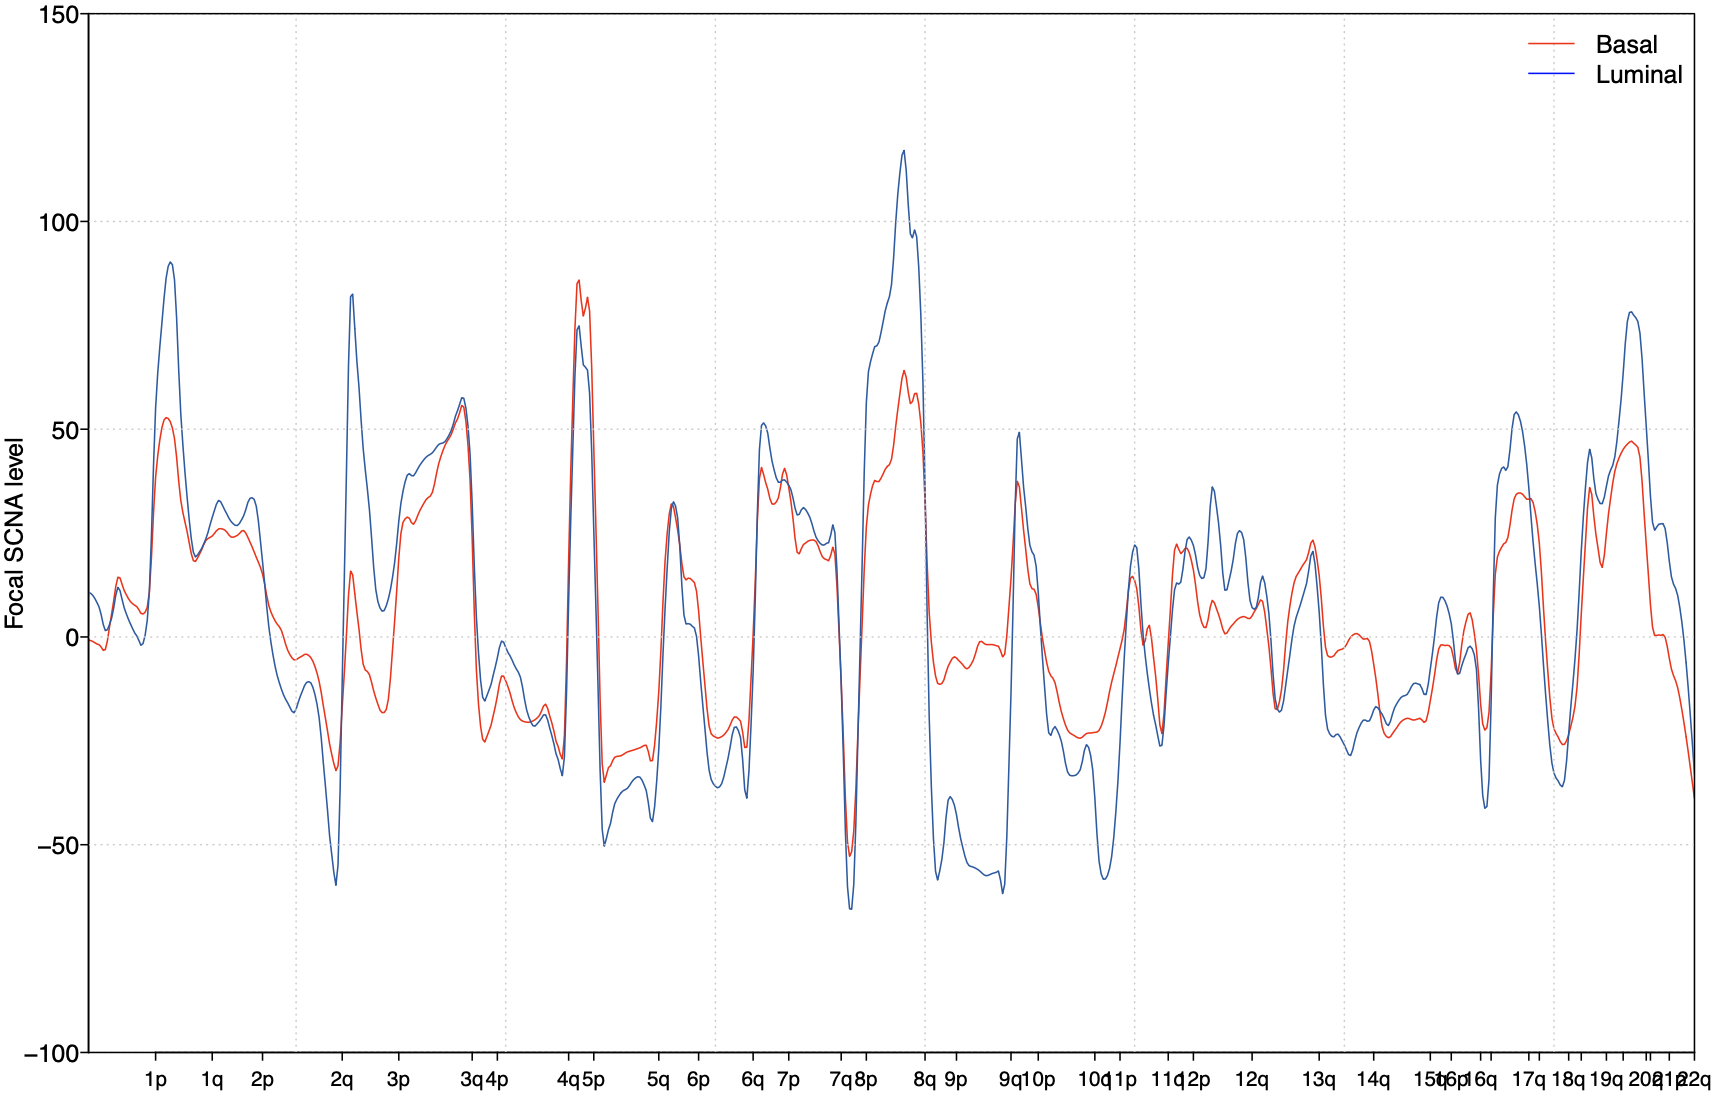 Basal
Luminal
Focal SCNA level
150
100
50
0
−50
−100
1p 1q 2p 2q 3p 3q 4p 4q 5p 5q 6p 6q 7p 7q 8p 8q 9p 9q 10p 10q 11p 11q 12p 12q 13q 14q 15q 16p 16q 17q 18q 19q 20q 21p 22q